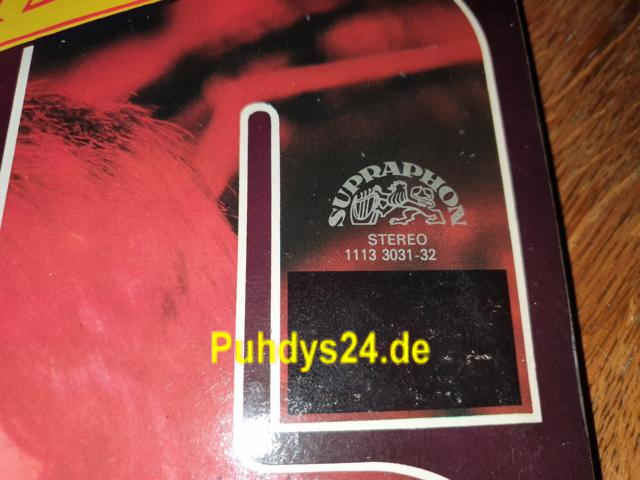 SUPRAPHON
STEREO
1113 3031-32
Puhdys24.de